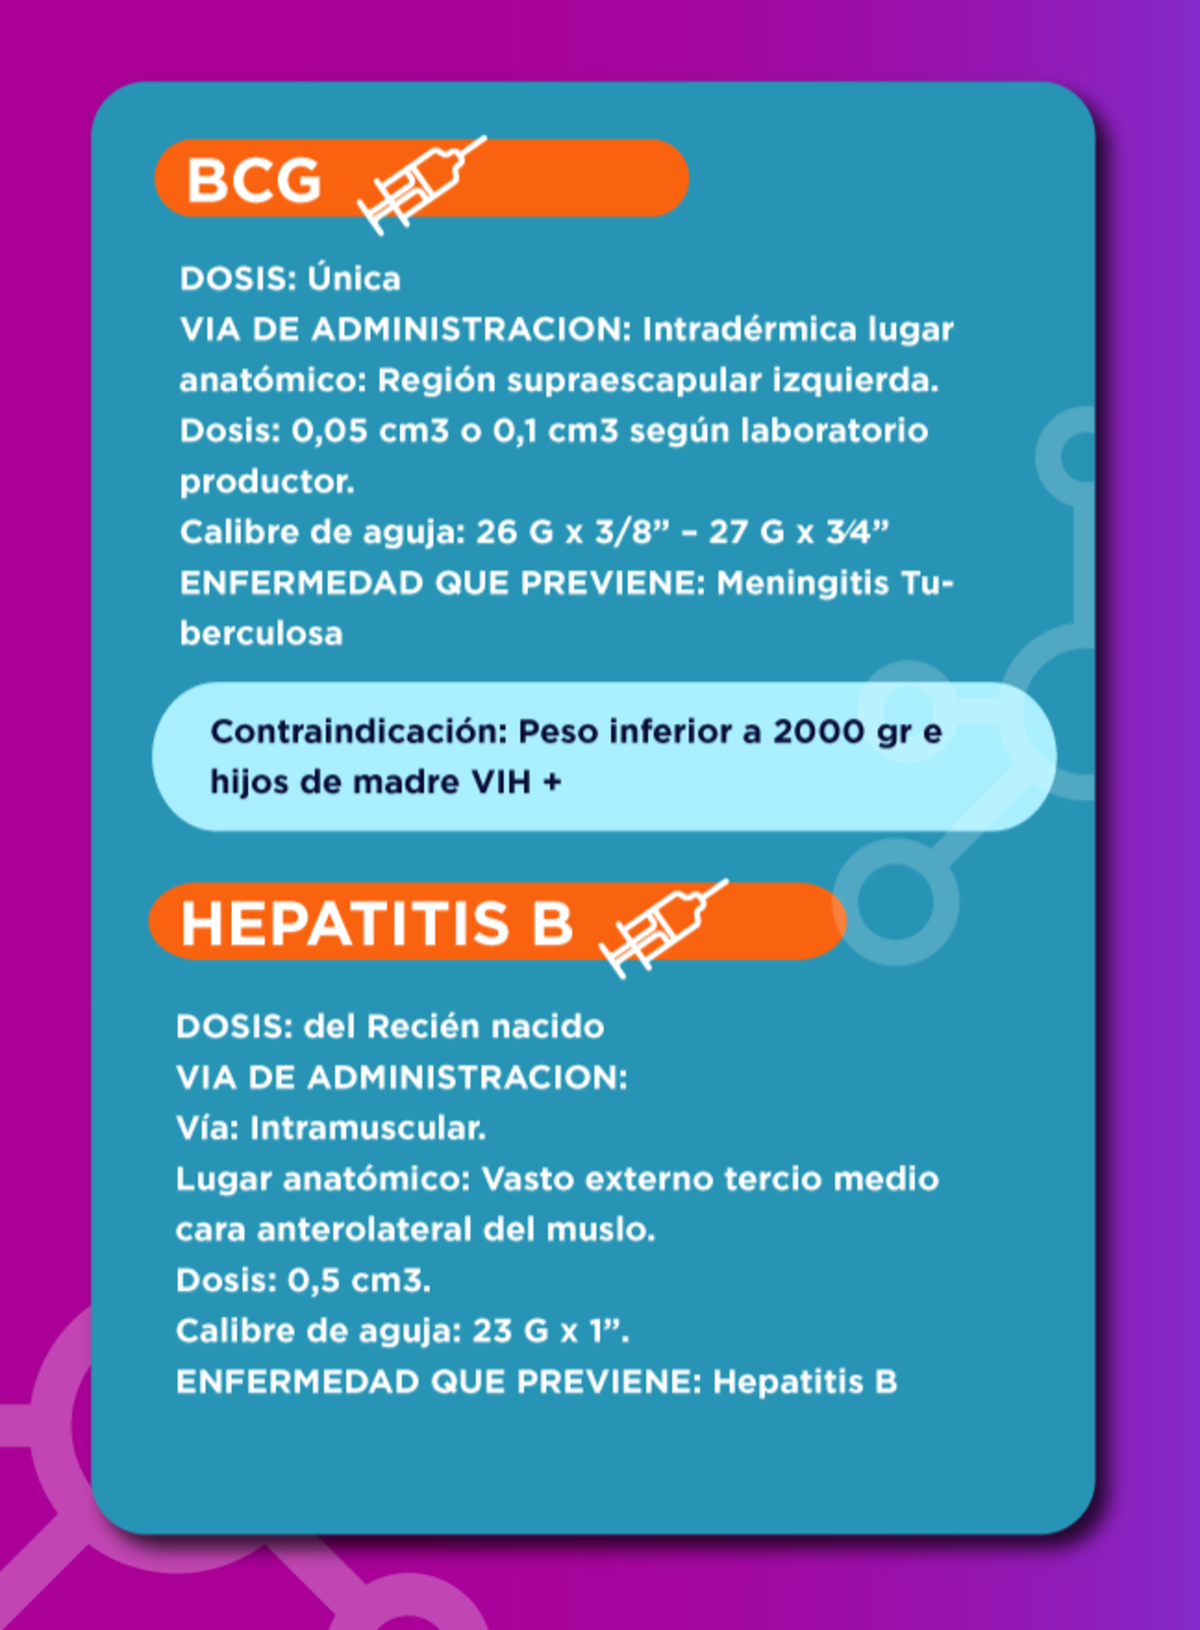 BCG
DOSIS: Única
VIA DE ADMINISTRACION: Intradérmica lugar
anatómico: Región supraescapular izquierda.
Dosis: 0,05 cm3 o 0,1 cm3 según laboratorio
productor.
Calibre de aguja: 26 G x 3/8” – 27 G x 3⁄4”
ENFERMEDAD QUE PREVIENE: Meningitis Tu-
berculosa
Contraindicación: Peso inferior a 2000 gr e
hijos de madre VIH +
HEPATITIS B
DOSIS: del Recién nacido
VIA DE ADMINISTRACION:
Vía: Intramuscular.
Lugar anatómico: Vasto externo tercio medio
cara anterolateral del muslo.
Dosis: 0,5 cm3.
Calibre de aguja: 23 G x 1”.
ENFERMEDAD QUE PREVIENE: Hepatitis B